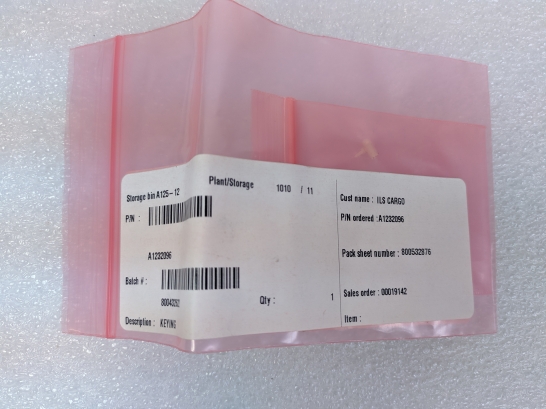 Storage bin A125-12
Plant/Storage 1010 / 11
P/N :
A1232096
Batch # :
Qty : 1
Description : KEYING
Cust name : ILS CARGO
P/N ordered :A1232096
Pack sheet number : 800532876
Sales order : 00019142
Item :